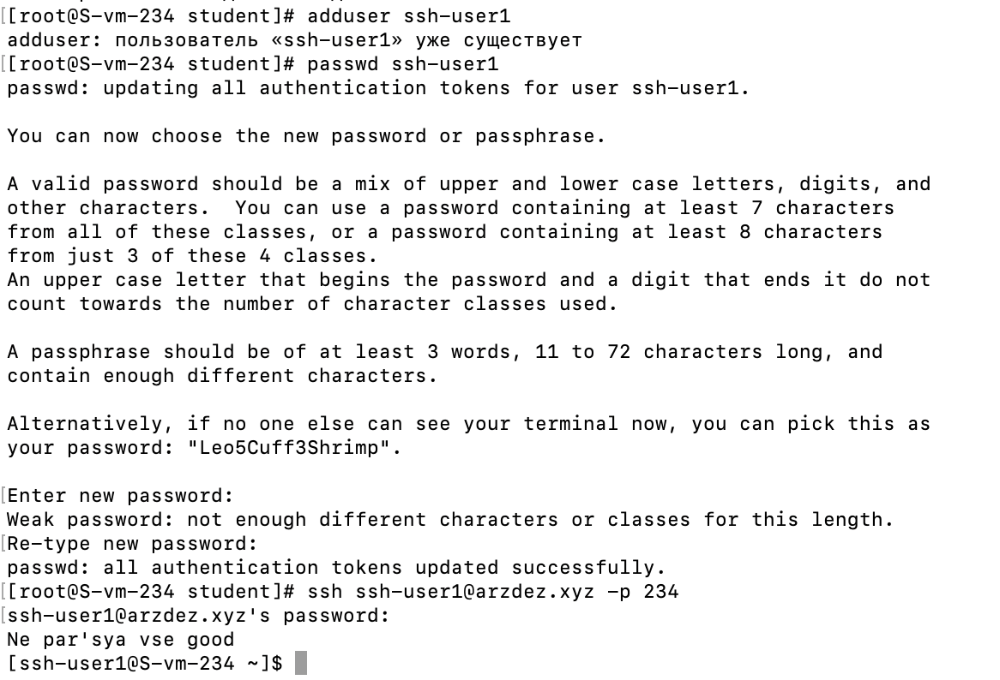 [[root@S-vm-234 student]# adduser ssh-user1
adduser: пользователь «ssh-user1» уже существует
[[root@S-vm-234 student]# passwd ssh-user1
passwd: updating all authentication tokens for user ssh-user1.
You can now choose the new password or passphrase.
A valid password should be a mix of upper and lower case letters, digits, and
other characters.  You can use a password containing at least 7 characters
from all of these classes, or a password containing at least 8 characters
from just 3 of these 4 classes.
An upper case letter that begins the password and a digit that ends it do not
count towards the number of character classes used.
A passphrase should be of at least 3 words, 11 to 72 characters long, and
contain enough different characters.
Alternatively, if no one else can see your terminal now, you can pick this as
your password: "Leo5Cuff3Shrimp".
[Enter new password:
Weak password: not enough different characters or classes for this length.
[Re-type new password:
passwd: all authentication tokens updated successfully.
[[root@S-vm-234 student]# ssh ssh-user1@arzdez.xyz -p 234
[ssh-user1@arzdez.xyz's password:
Ne par'sya vse good
[ssh-user1@S-vm-234 ~]$